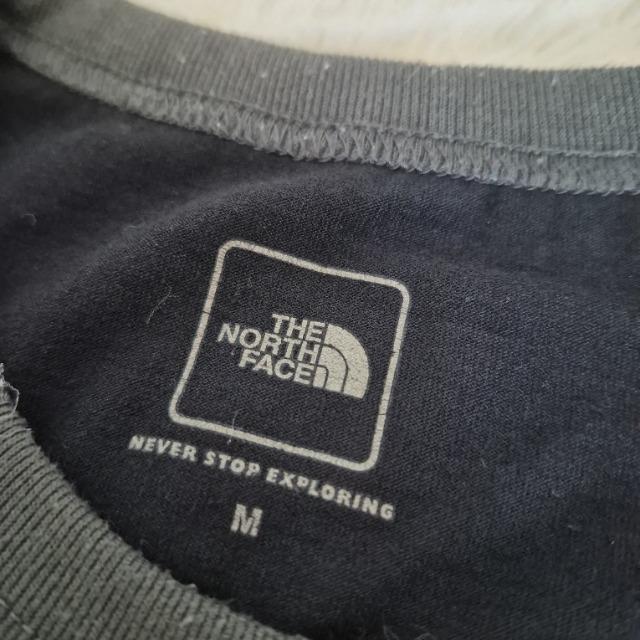 THE
NORTH
FACE
NEVER STOP EXPLORING
M